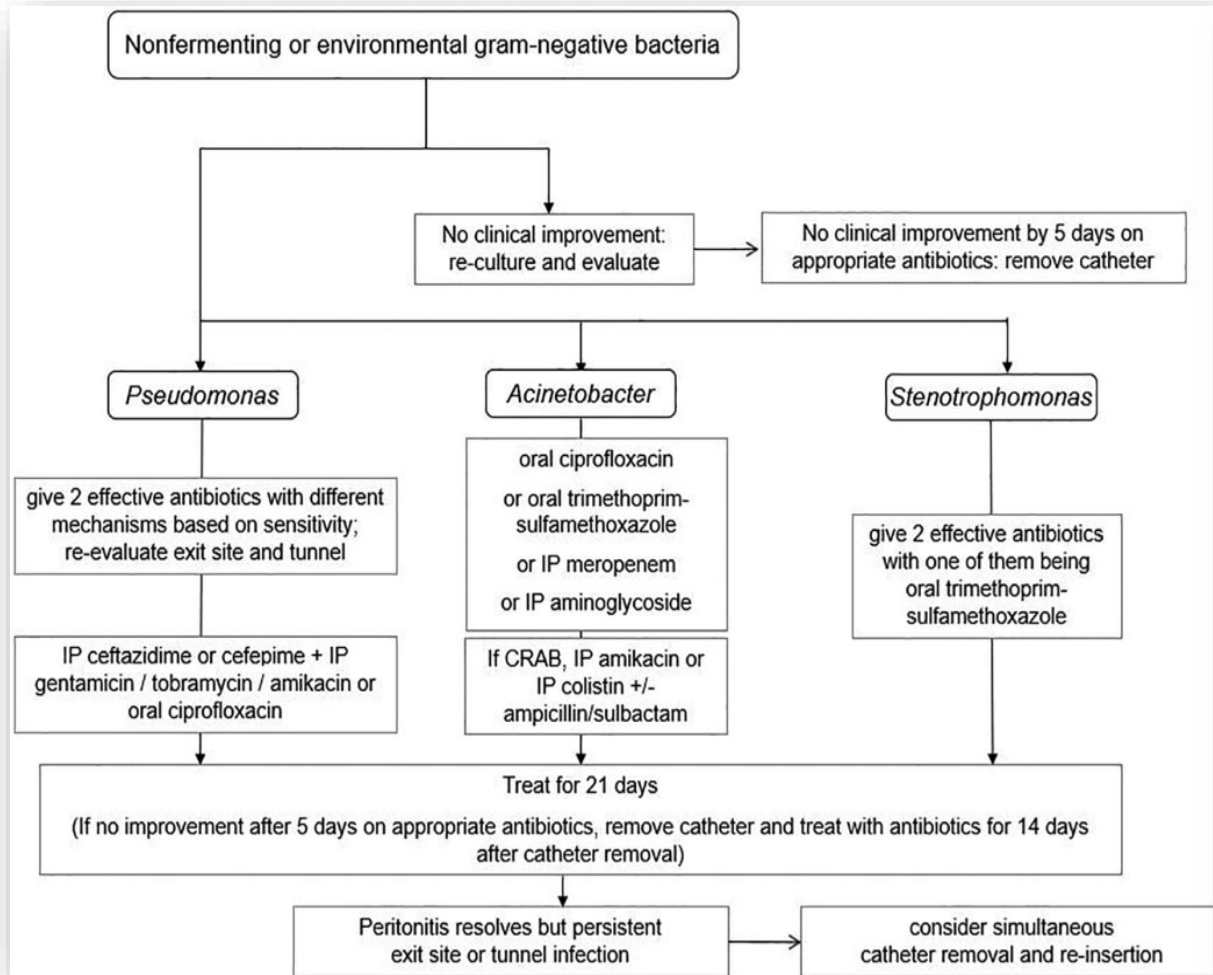 Nonfermenting or environmental gram-negative bacteria
No clinical improvement:
re-culture and evaluate
No clinical improvement by 5 days on
appropriate antibiotics: remove catheter
Pseudomonas
Acinetobacter
Stenotrophomonas
give 2 effective antibiotics with different
mechanisms based on sensitivity;
re-evaluate exit site and tunnel
IP ceftazidime or cefepime + IP
gentamicin / tobramycin / amikacin or
oral ciprofloxacin
oral ciprofloxacin
or oral trimethoprim-
sulfamethoxazole
or IP meropenem
or IP aminoglycoside
If CRAB, IP amikacin or
IP colistin +/-
ampicillin/sulbactam
give 2 effective antibiotics
with one of them being
oral trimethoprim-
sulfamethoxazole
Treat for 21 days
(If no improvement after 5 days on appropriate antibiotics, remove catheter and treat with antibiotics for 14 days
after catheter removal)
Peritonitis resolves but persistent
exit site or tunnel infection
consider simultaneous
catheter removal and re-insertion